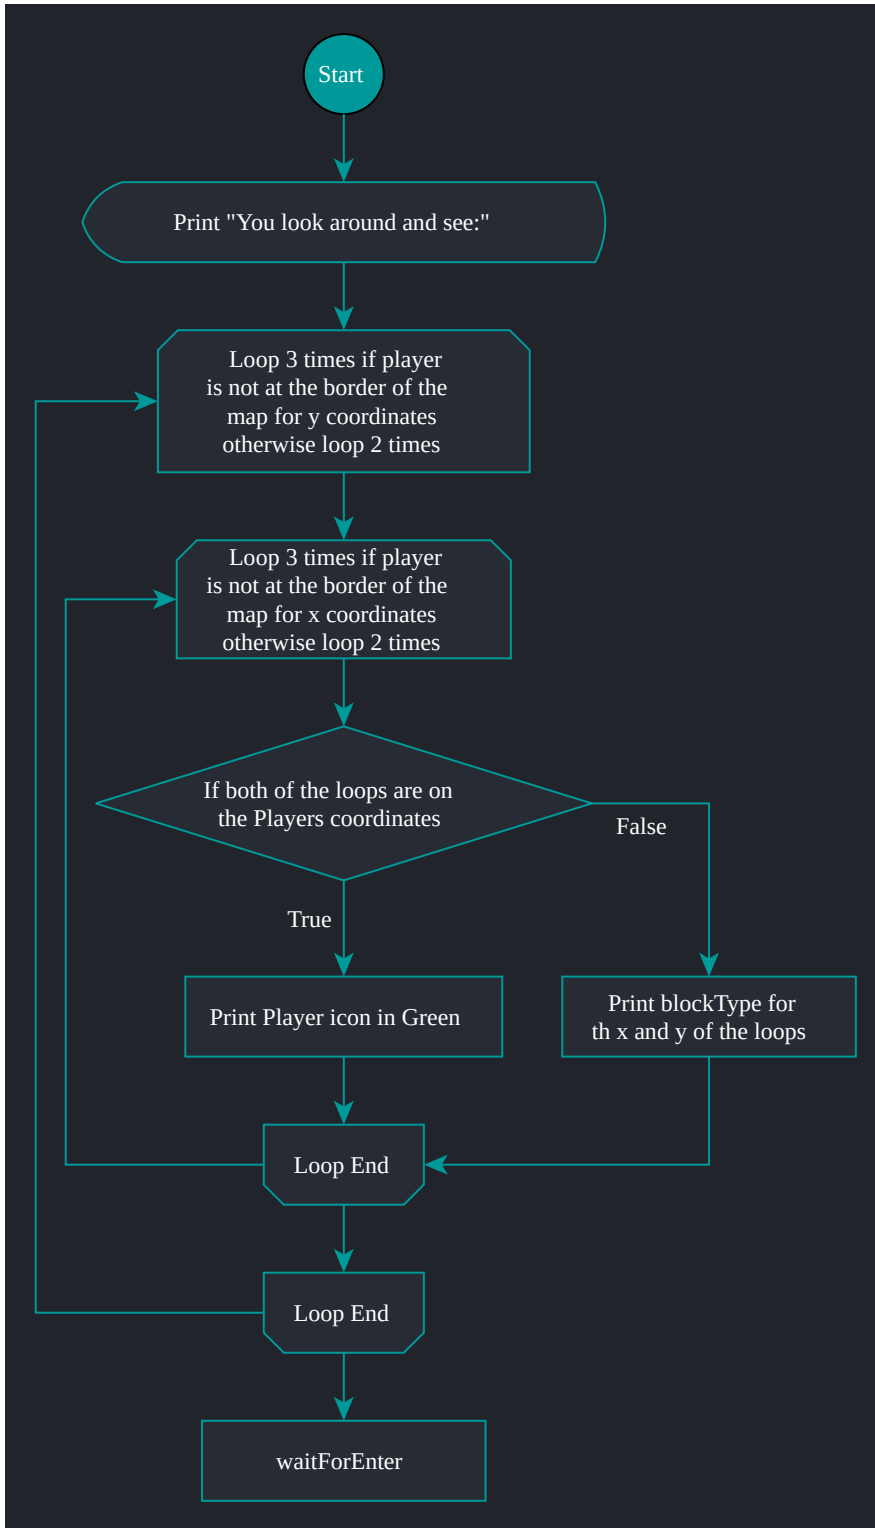 Start
Print "You look around and see:"
Loop 3 times if player
is not at the border of the
map for y coordinates
otherwise loop 2 times
Loop 3 times if player
is not at the border of the
map for x coordinates
otherwise loop 2 times
If both of the loops are on
the Players coordinates
False
True
Print Player icon in Green
Print blockType for
th x and y of the loops
Loop End
Loop End
waitForEnter